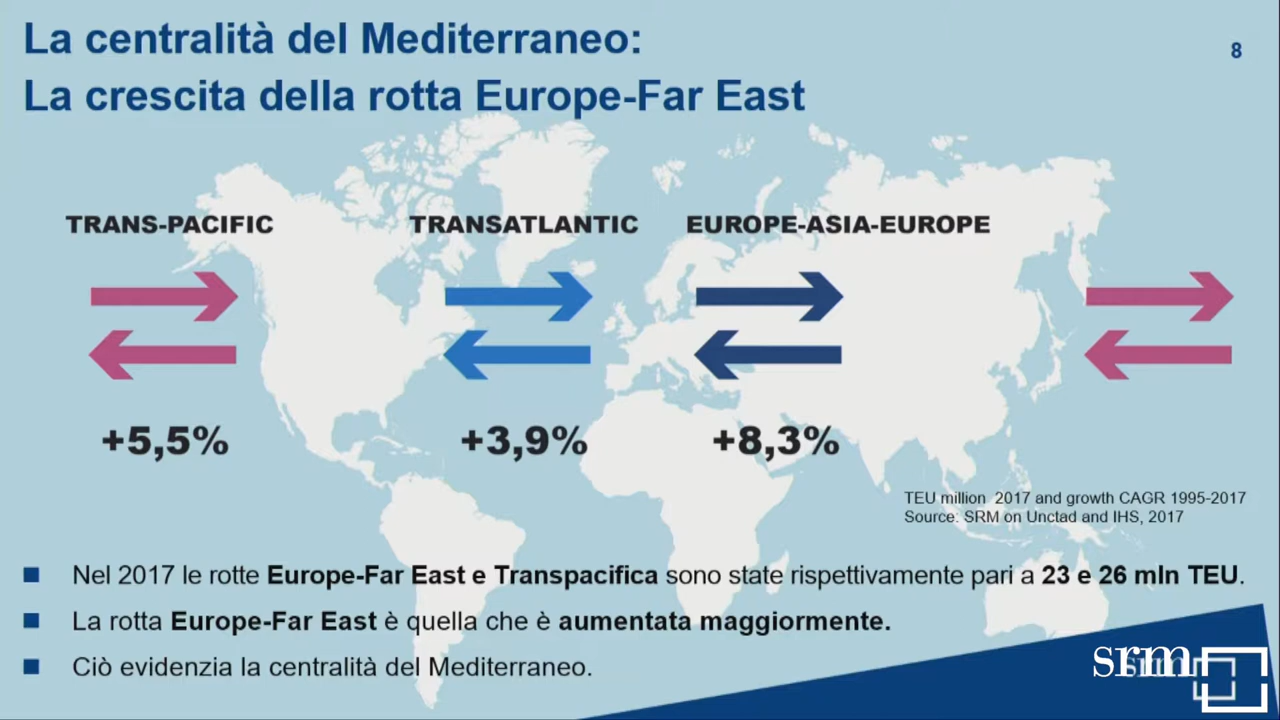 La centralità del Mediterraneo:
La crescita della rotta Europe-Far East
8
TRANS-PACIFIC
TRANSATLANTIC
EUROPE-ASIA-EUROPE
+5,5%
+3,9%
+8,3%
TEU million 2017 and growth CAGR 1995-2017
Source: SRM on Unctad and IHS, 2017
Nel 2017 le rotte Europe-Far East e Transpacifica sono state rispettivamente pari a 23 e 26 mln TEU.
La rotta Europe-Far East è quella che è aumentata maggiormente.
Ciò evidenzia la centralità del Mediterraneo.
srm
srm